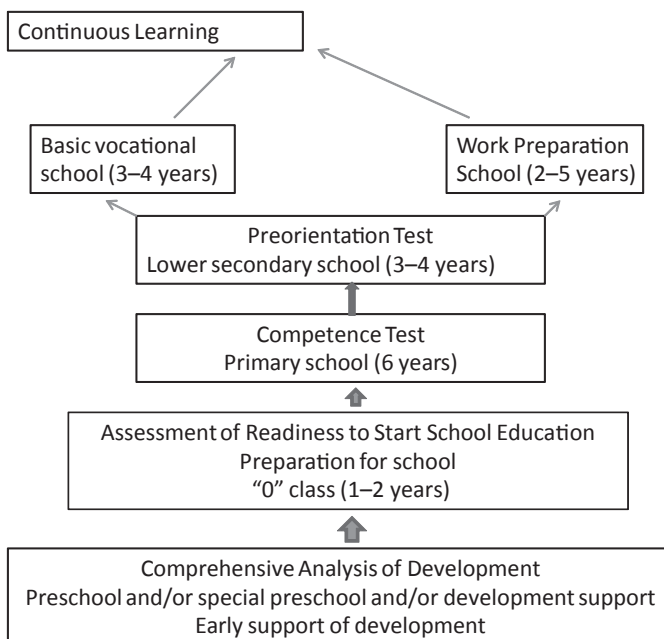 Continuous Learning
Basic vocational
school (3–4 years)
Work Preparation
School (2–5 years)
Preorientation Test
Lower secondary school (3–4 years)
Competence Test
Primary school (6 years)
Assessment of Readiness to Start School Education
Preparation for school
“0” class (1–2 years)
Comprehensive Analysis of Development
Preschool and/or special preschool and/or development support
Early support of development